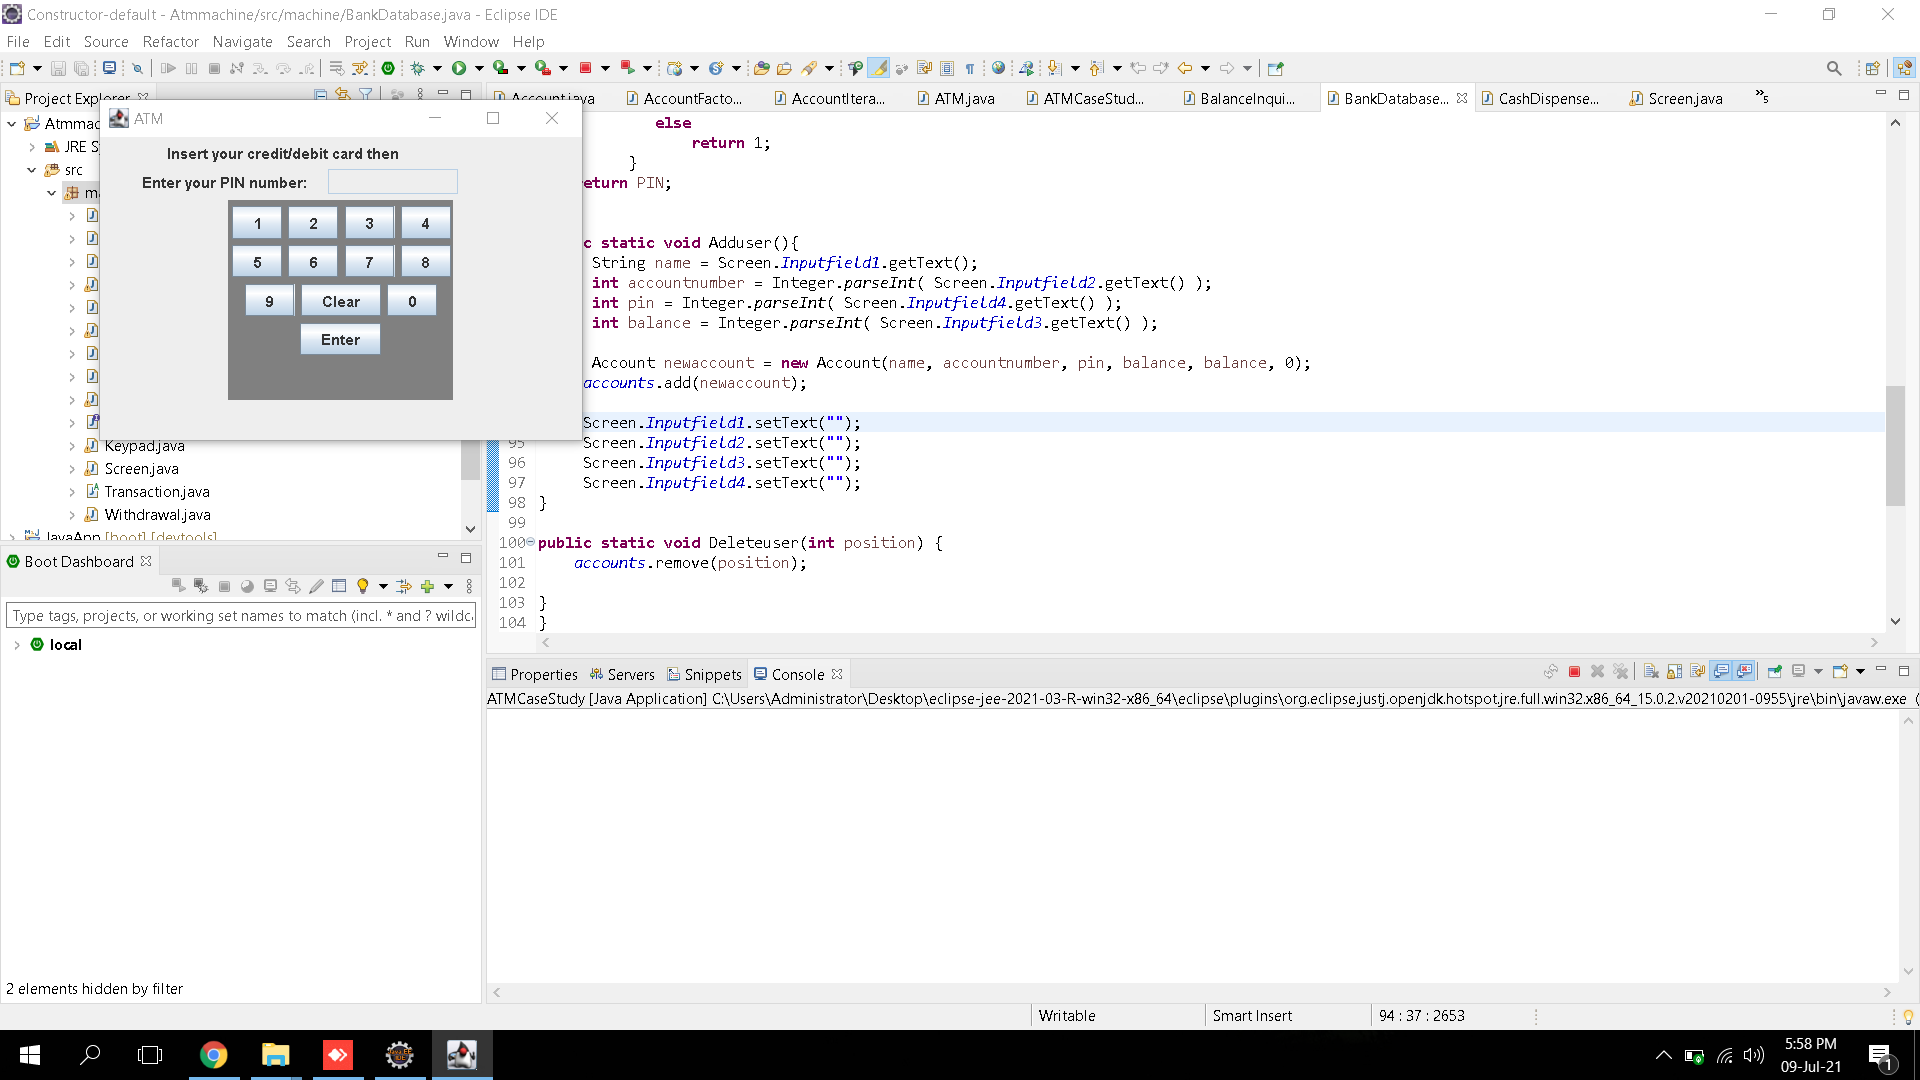 Constructor-default - Atmmachine/src/machine/BankDatabase.java - Eclipse IDE
File Edit Source Refactor Navigate Search Project Run Window Help
Project Explorer
Account.java
AccountFacto...
AccountItera...
ATM.java
ATMCaseStud...
BalanceInqui...
BankDatabase...
CashDispense...
Screen.java
»5
Atmmac
JRE S
src
ma
Keypad.java
Screen.java
Transaction.java
Withdrawal.java
JavaApp [boot] [devtools]
ATM
Insert your credit/debit card then
Enter your PIN number:
1 2 3 4
5 6 7 8
9 Clear 0
Enter
else
return 1;
}
eturn PIN;
c static void Adduser(){
String name = Screen.Inputfield1.getText();
int accountnumber = Integer.parseInt( Screen.Inputfield2.getText() );
int pin = Integer.parseInt( Screen.Inputfield4.getText() );
int balance = Integer.parseInt( Screen.Inputfield3.getText() );
Account newaccount = new Account(name, accountnumber, pin, balance, balance, 0);
accounts.add(newaccount);
Screen.Inputfield1.setText("");
95 Screen.Inputfield2.setText("");
96 Screen.Inputfield3.setText("");
97 Screen.Inputfield4.setText("");
98 }
99
100 public static void Deleteuser(int position) {
101 accounts.remove(position);
102
103 }
104 }
Boot Dashboard
Type tags, projects, or working set names to match (incl. * and ? wildc
local
2 elements hidden by filter
Properties Servers Snippets Console
ATMCaseStudy [Java Application] C:\Users\Administrator\Desktop\eclipse-jee-2021-03-R-win32-x86_64\eclipse\plugins\org.eclipse.justj.openjdk.hotspot.jre.full.win32.x86_64_15.0.2.v20210201-0955\jre\bin\javaw.exe (
Writable
Smart Insert
94 : 37 : 2653
5:58 PM
09-Jul-21
1